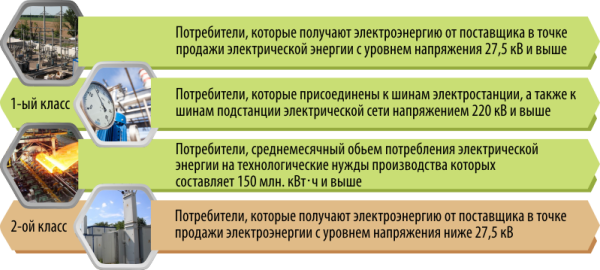 Потребители, которые получают электроэнергию от поставщика в точке
продажи электрической энергии с уровнем напряжения 27,5 кВ и выше
1-ый класс
Потребители, которые присоединены к шинам электростанции, а также к
шинам подстанции электрической сети напряжением 220 кВ и выше
Потребители, среднемесячный обьем потребления электрической
энергии на технологические нужды производства которых
составляет 150 млн. кВт·ч и выше
2-ой класс
Потребители, которые получают электроэнергию от поставщика в точке
продажи электроэнергии с уровнем напряжения ниже 27,5 кВ